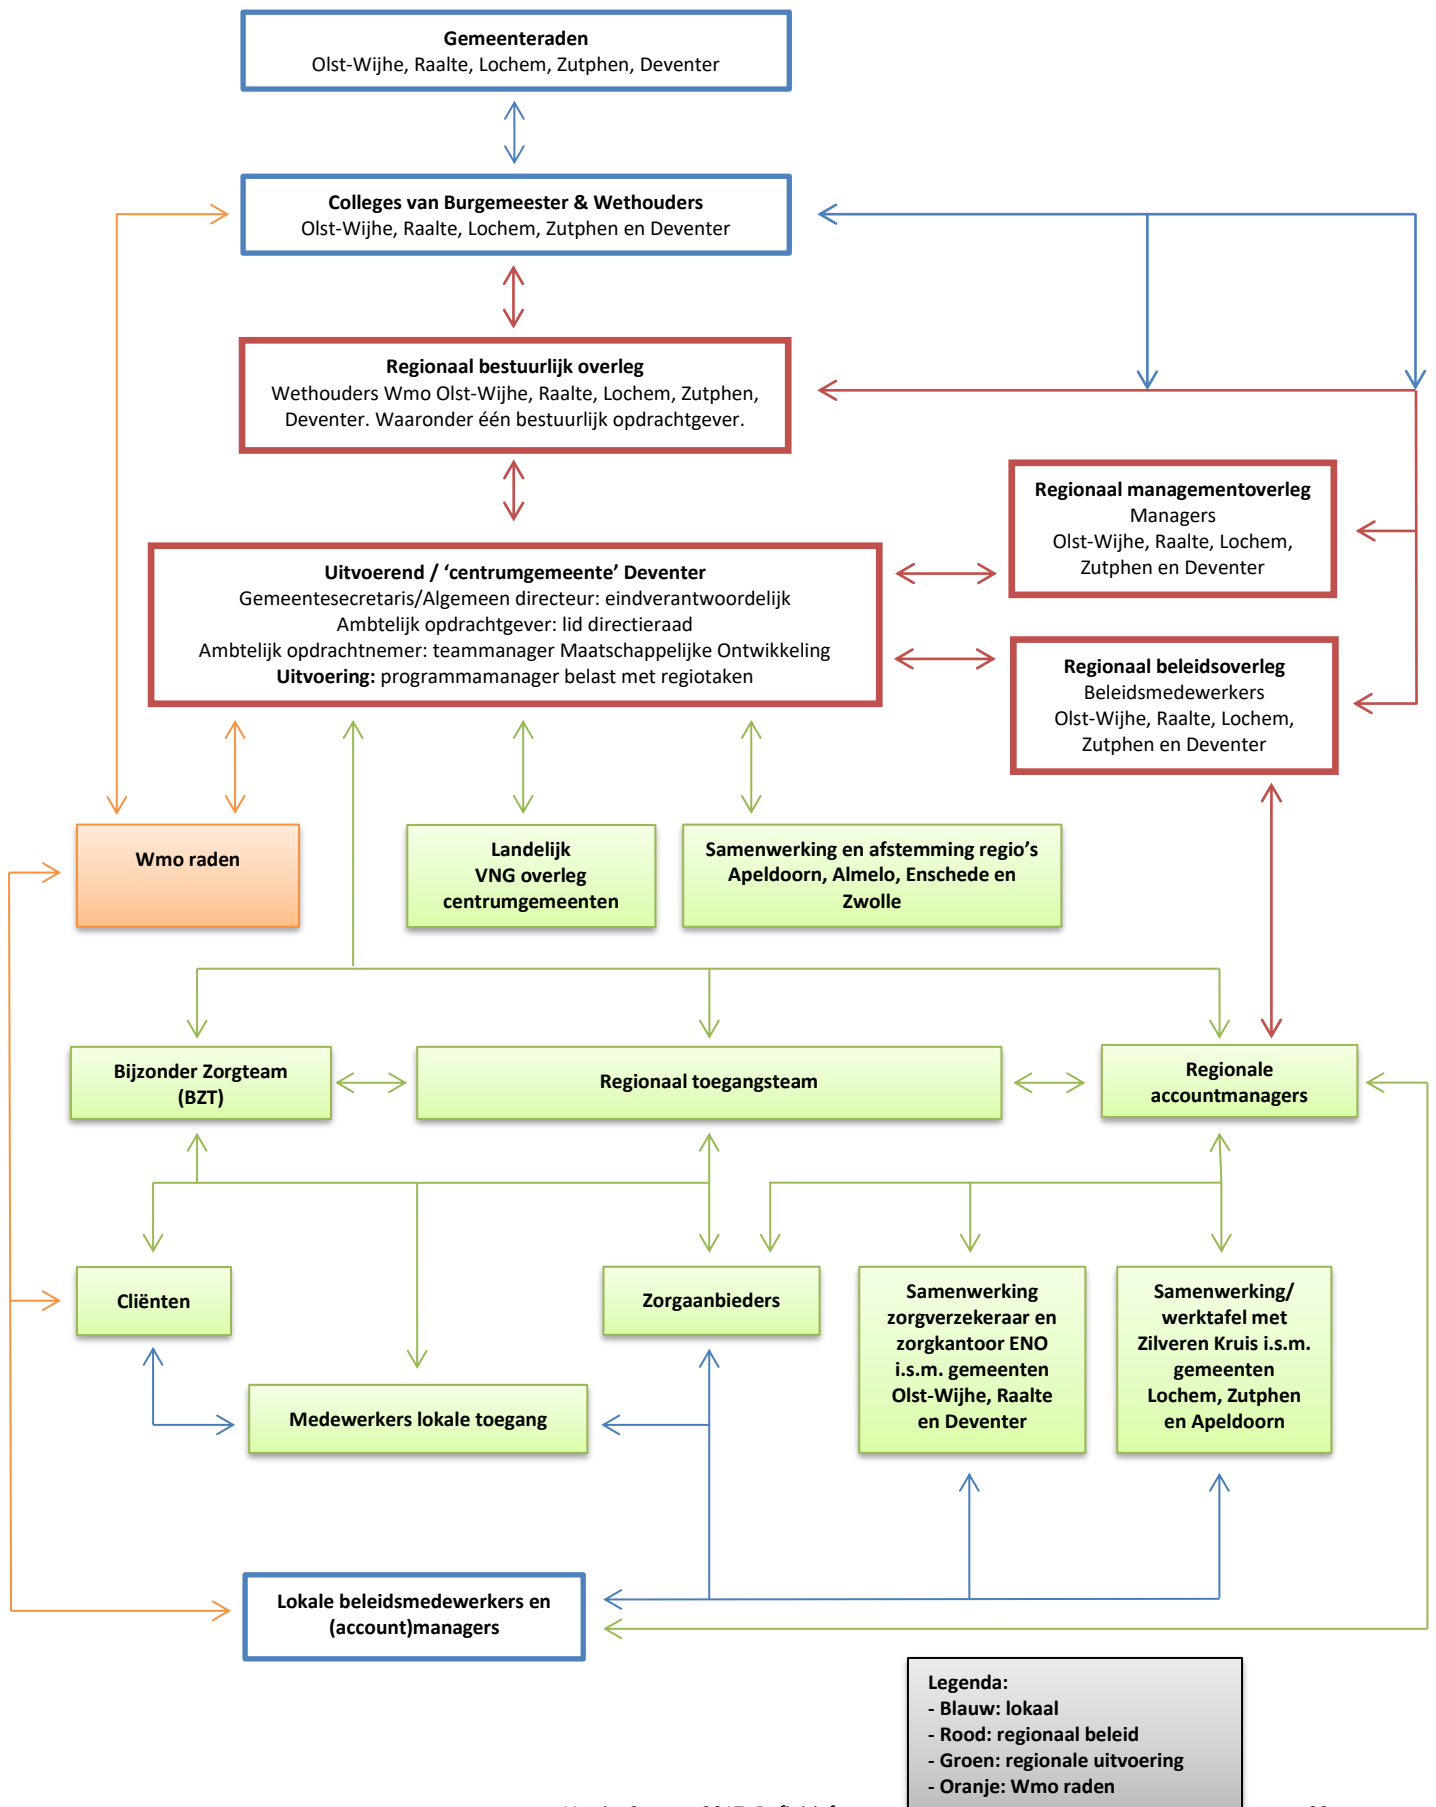 Gemeenteraden
Olst-Wijhe, Raalte, Lochem, Zutphen, Deventer
Colleges van Burgemeester & Wethouders
Olst-Wijhe, Raalte, Lochem, Zutphen en Deventer
Regionaal bestuurlijk overleg
Wethouders Wmo Olst-Wijhe, Raalte, Lochem, Zutphen,
Deventer. Waaronder één bestuurlijk opdrachtgever.
Regionaal managementoverleg
Managers
Olst-Wijhe, Raalte, Lochem,
Zutphen en Deventer
Uitvoerend / ‘centrumgemeente’ Deventer
Gemeentesecretaris/Algemeen directeur: eindverantwoordelijk
Ambtelijk opdrachtgever: lid directieraad
Ambtelijk opdrachtnemer: teammanager Maatschappelijke Ontwikkeling
Uitvoering: programmamanager belast met regiotaken
Regionaal beleidsoverleg
Beleidsmedewerkers
Olst-Wijhe, Raalte, Lochem,
Zutphen en Deventer
Wmo raden
Landelijk
VNG overleg
centrumgemeenten
Samenwerking en afstemming regio’s
Apeldoorn, Almelo, Enschede en
Zwolle
Bijzonder Zorgteam
(BZT)
Regionaal toegangsteam
Regionale
accountmanagers
Cliënten
Zorgaanbieders
Samenwerking
zorgverzekeraar en
zorgkantoor ENO
i.s.m. gemeenten
Olst-Wijhe, Raalte
en Deventer
Samenwerking/
werktafel met
Zilveren Kruis i.s.m.
gemeenten
Lochem, Zutphen
en Apeldoorn
Medewerkers lokale toegang
Lokale beleidsmedewerkers en
(account)managers
Legenda:
- Blauw: lokaal
- Rood: regionaal beleid
- Groen: regionale uitvoering
- Oranje: Wmo raden